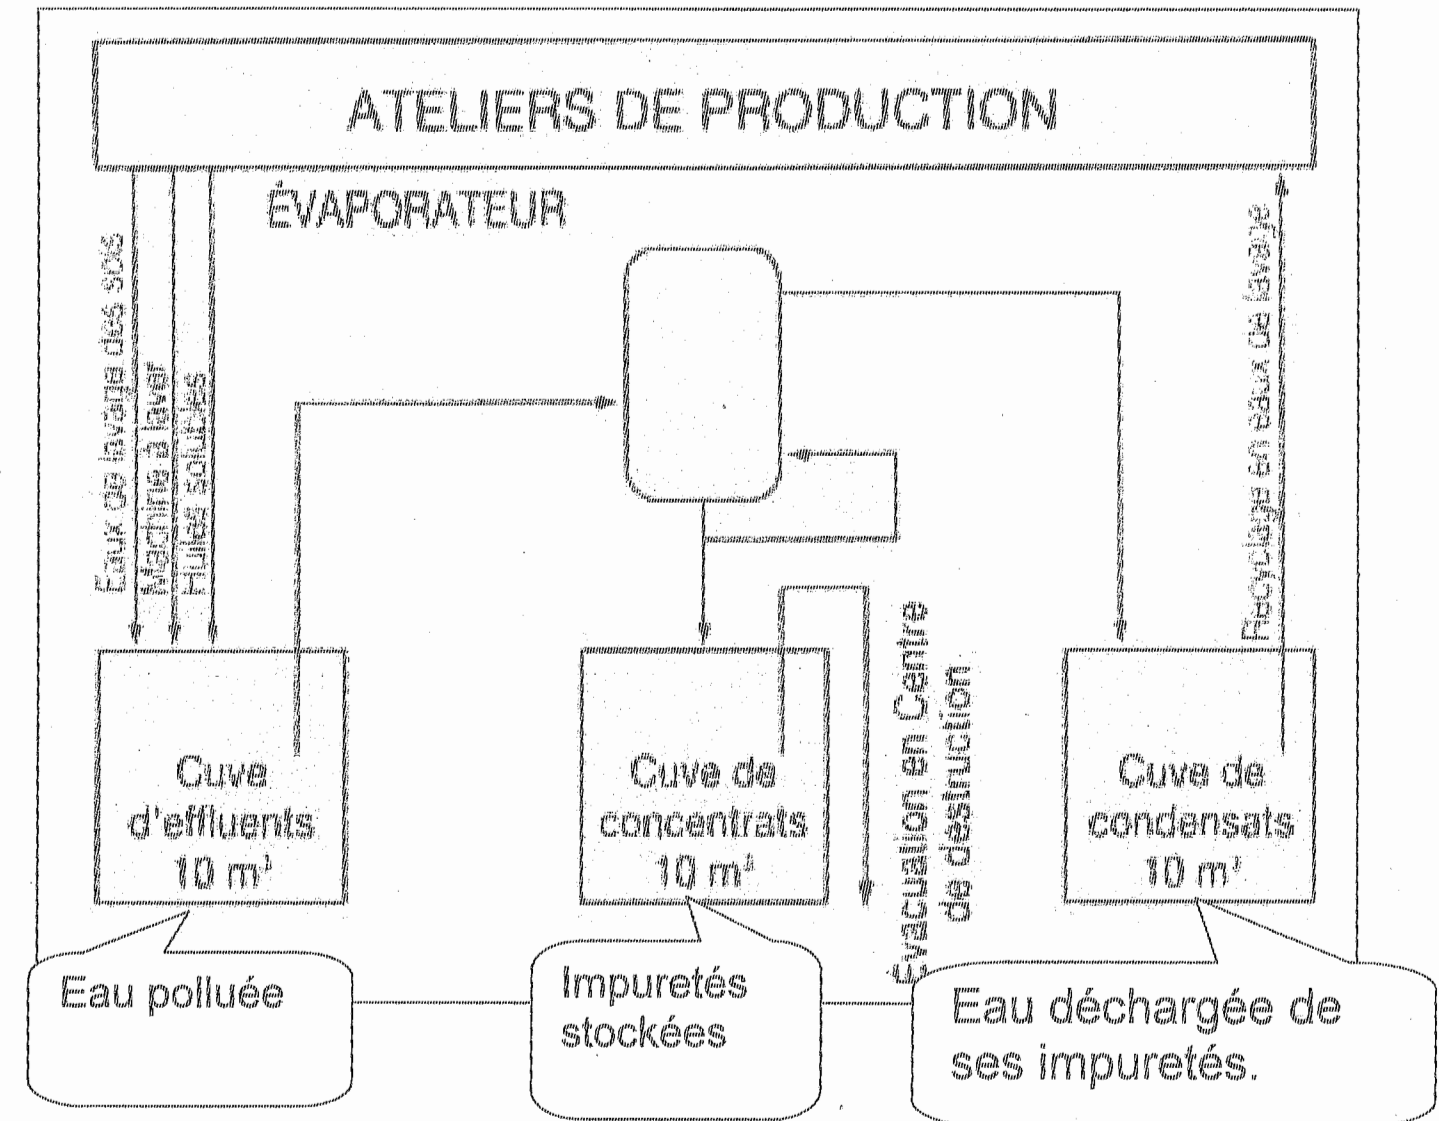 ATELIERS DE PRODUCTION
ÉVAPORATEUR
Eaux de lavage des sols
Machine à laver
Huiles solubles
Recyclage en eaux de lavage
Évacuation en Centre
de destruction
Cuve
d'effluents
10 m³
Cuve de
concentrats
10 m³
Cuve de
condensats
10 m³
Eau polluée
Impuretés
stockées
Eau déchargée de
ses impuretés.